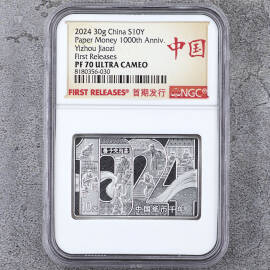 2024 30g China S10Y
Paper Money 1000th Anniv.
Yizhou Jiaozi
First Releases
PF 70 ULTRA CAMEO
8180356-030
中国
FIRST RELEASES® 首期发行
NGC
1024
10元
中国纸币千年